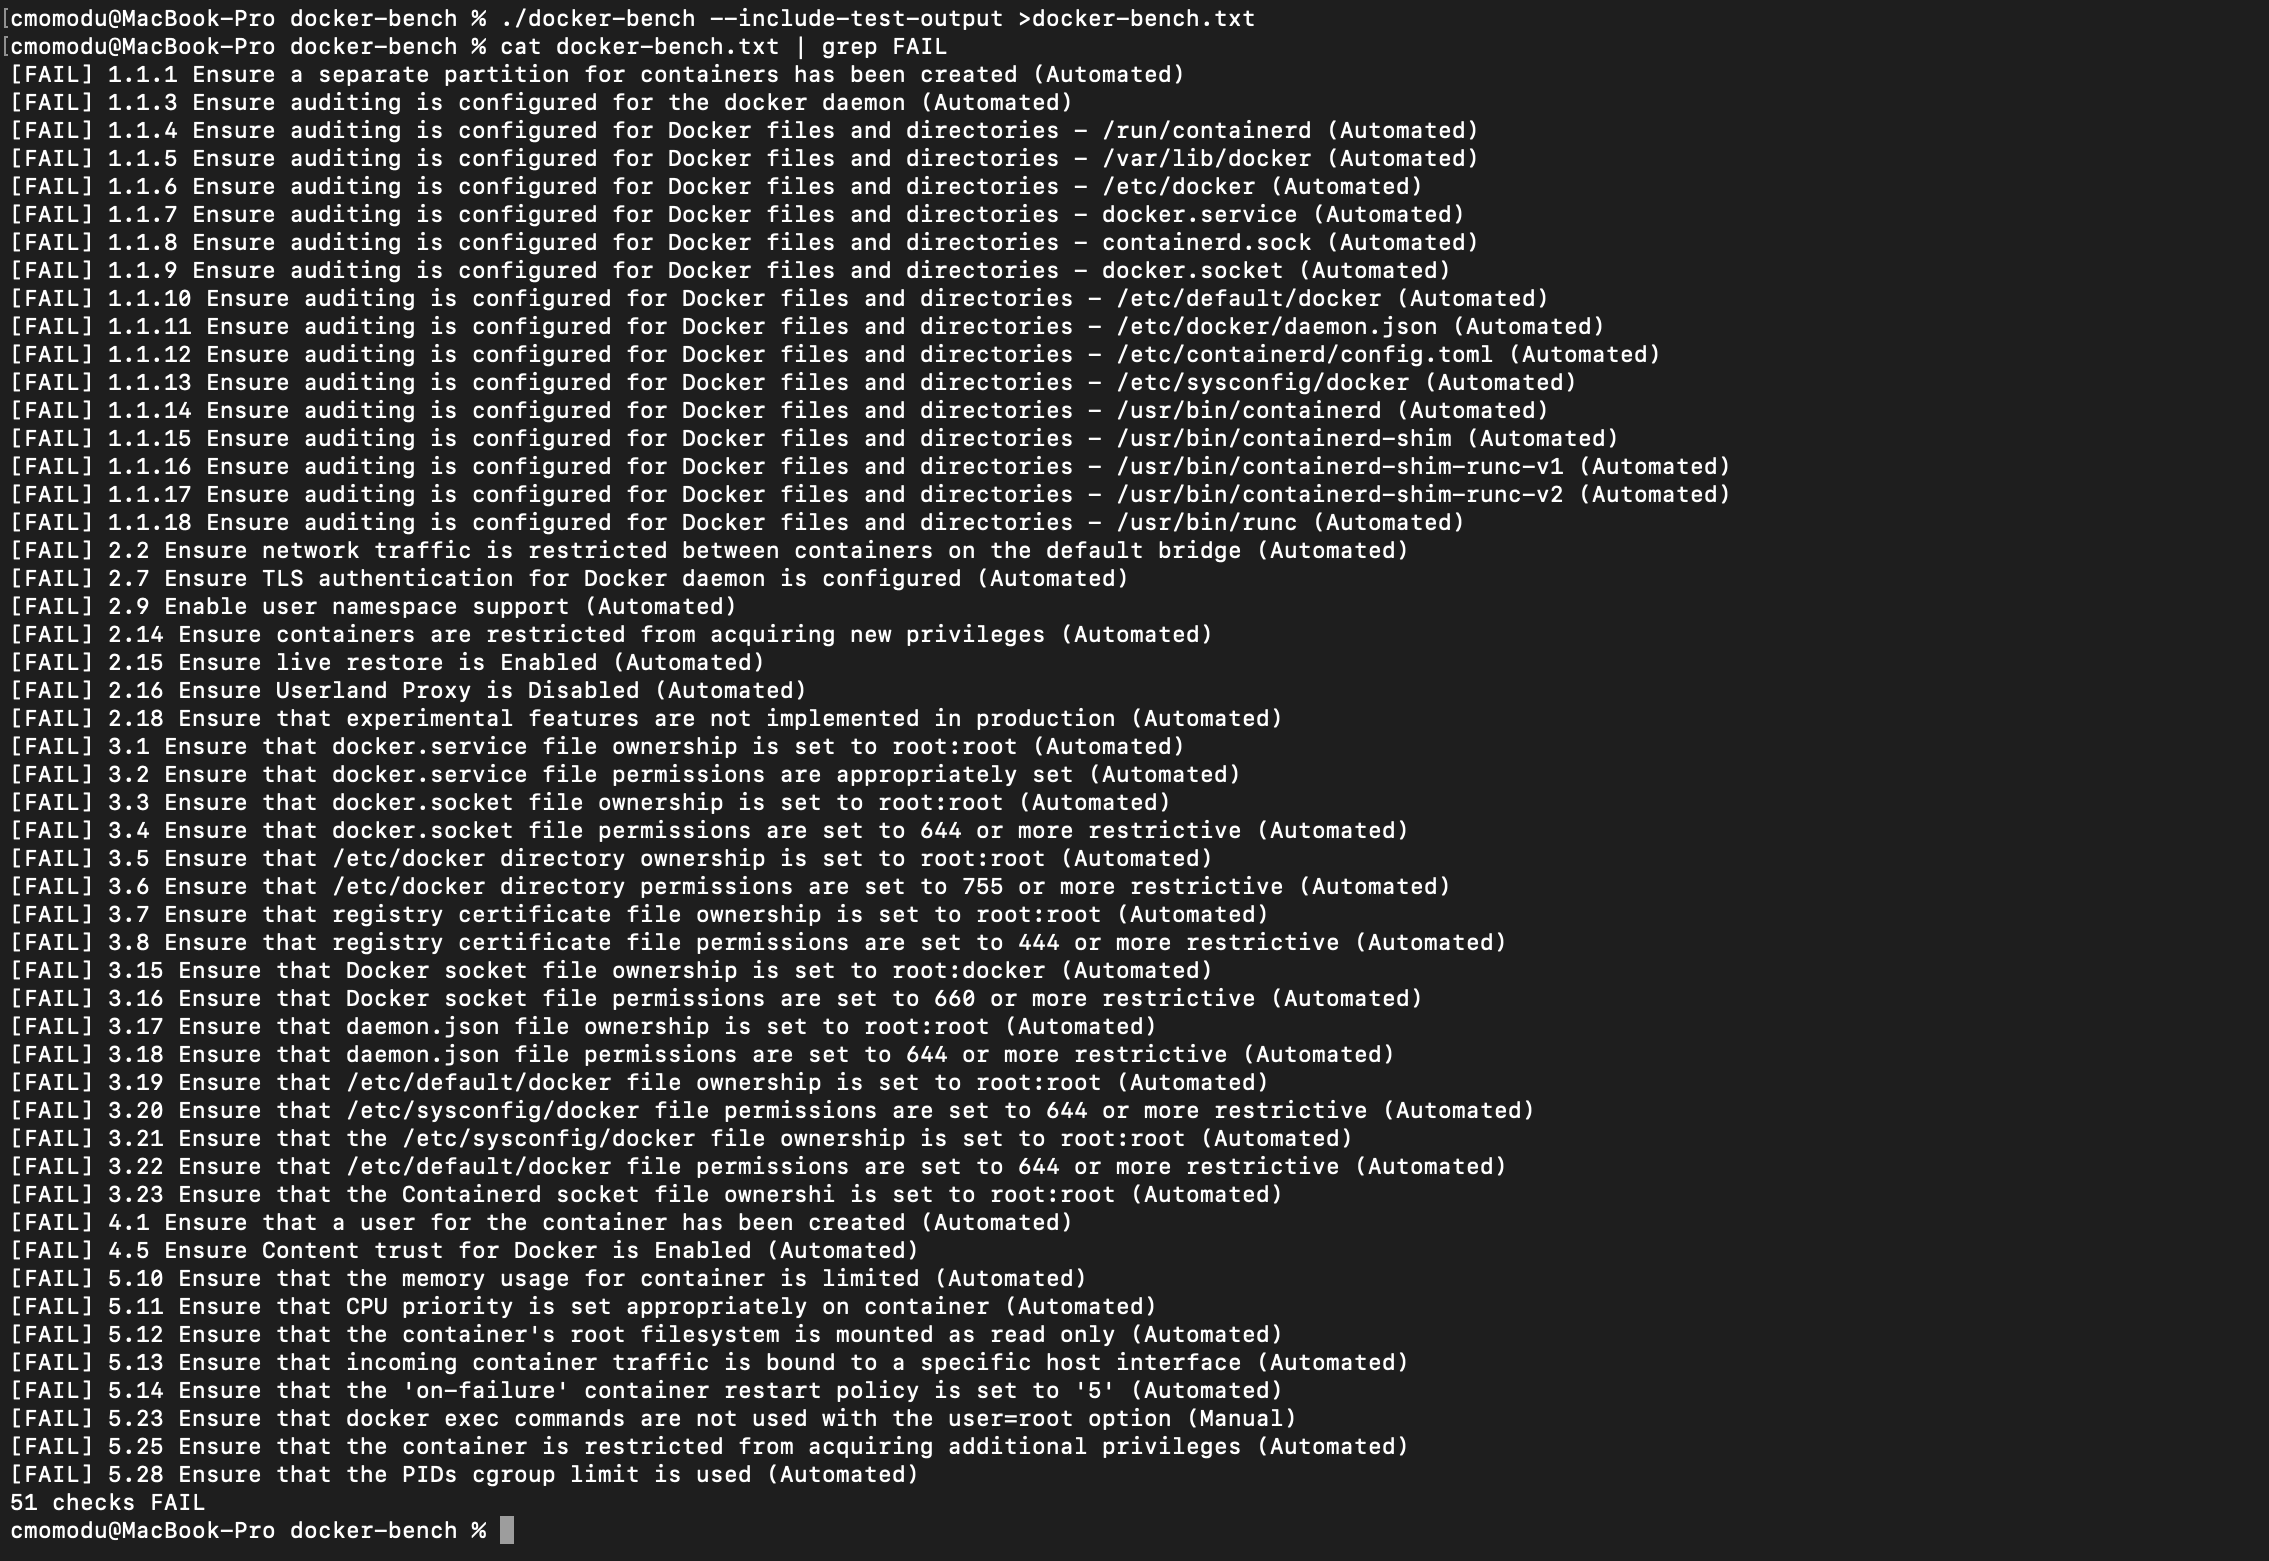 [cmomodu@MacBook-Pro docker-bench % ./docker-bench --include-test-output >docker-bench.txt
[cmomodu@MacBook-Pro docker-bench % cat docker-bench.txt | grep FAIL
[FAIL] 1.1.1 Ensure a separate partition for containers has been created (Automated)
[FAIL] 1.1.3 Ensure auditing is configured for the docker daemon (Automated)
[FAIL] 1.1.4 Ensure auditing is configured for Docker files and directories - /run/containerd (Automated)
[FAIL] 1.1.5 Ensure auditing is configured for Docker files and directories - /var/lib/docker (Automated)
[FAIL] 1.1.6 Ensure auditing is configured for Docker files and directories - /etc/docker (Automated)
[FAIL] 1.1.7 Ensure auditing is configured for Docker files and directories - docker.service (Automated)
[FAIL] 1.1.8 Ensure auditing is configured for Docker files and directories - containerd.sock (Automated)
[FAIL] 1.1.9 Ensure auditing is configured for Docker files and directories - docker.socket (Automated)
[FAIL] 1.1.10 Ensure auditing is configured for Docker files and directories - /etc/default/docker (Automated)
[FAIL] 1.1.11 Ensure auditing is configured for Docker files and directories - /etc/docker/daemon.json (Automated)
[FAIL] 1.1.12 Ensure auditing is configured for Docker files and directories - /etc/containerd/config.toml (Automated)
[FAIL] 1.1.13 Ensure auditing is configured for Docker files and directories - /etc/sysconfig/docker (Automated)
[FAIL] 1.1.14 Ensure auditing is configured for Docker files and directories - /usr/bin/containerd (Automated)
[FAIL] 1.1.15 Ensure auditing is configured for Docker files and directories - /usr/bin/containerd-shim (Automated)
[FAIL] 1.1.16 Ensure auditing is configured for Docker files and directories - /usr/bin/containerd-shim-runc-v1 (Automated)
[FAIL] 1.1.17 Ensure auditing is configured for Docker files and directories - /usr/bin/containerd-shim-runc-v2 (Automated)
[FAIL] 1.1.18 Ensure auditing is configured for Docker files and directories - /usr/bin/runc (Automated)
[FAIL] 2.2 Ensure network traffic is restricted between containers on the default bridge (Automated)
[FAIL] 2.7 Ensure TLS authentication for Docker daemon is configured (Automated)
[FAIL] 2.9 Enable user namespace support (Automated)
[FAIL] 2.14 Ensure containers are restricted from acquiring new privileges (Automated)
[FAIL] 2.15 Ensure live restore is Enabled (Automated)
[FAIL] 2.16 Ensure Userland Proxy is Disabled (Automated)
[FAIL] 2.18 Ensure that experimental features are not implemented in production (Automated)
[FAIL] 3.1 Ensure that docker.service file ownership is set to root:root (Automated)
[FAIL] 3.2 Ensure that docker.service file permissions are appropriately set (Automated)
[FAIL] 3.3 Ensure that docker.socket file ownership is set to root:root (Automated)
[FAIL] 3.4 Ensure that docker.socket file permissions are set to 644 or more restrictive (Automated)
[FAIL] 3.5 Ensure that /etc/docker directory ownership is set to root:root (Automated)
[FAIL] 3.6 Ensure that /etc/docker directory permissions are set to 755 or more restrictive (Automated)
[FAIL] 3.7 Ensure that registry certificate file ownership is set to root:root (Automated)
[FAIL] 3.8 Ensure that registry certificate file permissions are set to 444 or more restrictive (Automated)
[FAIL] 3.15 Ensure that Docker socket file ownership is set to root:docker (Automated)
[FAIL] 3.16 Ensure that Docker socket file permissions are set to 660 or more restrictive (Automated)
[FAIL] 3.17 Ensure that daemon.json file ownership is set to root:root (Automated)
[FAIL] 3.18 Ensure that daemon.json file permissions are set to 644 or more restrictive (Automated)
[FAIL] 3.19 Ensure that /etc/default/docker file ownership is set to root:root (Automated)
[FAIL] 3.20 Ensure that /etc/sysconfig/docker file permissions are set to 644 or more restrictive (Automated)
[FAIL] 3.21 Ensure that the /etc/sysconfig/docker file ownership is set to root:root (Automated)
[FAIL] 3.22 Ensure that /etc/default/docker file permissions are set to 644 or more restrictive (Automated)
[FAIL] 3.23 Ensure that the Containerd socket file ownershi is set to root:root (Automated)
[FAIL] 4.1 Ensure that a user for the container has been created (Automated)
[FAIL] 4.5 Ensure Content trust for Docker is Enabled (Automated)
[FAIL] 5.10 Ensure that the memory usage for container is limited (Automated)
[FAIL] 5.11 Ensure that CPU priority is set appropriately on container (Automated)
[FAIL] 5.12 Ensure that the container's root filesystem is mounted as read only (Automated)
[FAIL] 5.13 Ensure that incoming container traffic is bound to a specific host interface (Automated)
[FAIL] 5.14 Ensure that the 'on-failure' container restart policy is set to '5' (Automated)
[FAIL] 5.23 Ensure that docker exec commands are not used with the user=root option (Manual)
[FAIL] 5.25 Ensure that the container is restricted from acquiring additional privileges (Automated)
[FAIL] 5.28 Ensure that the PIDs cgroup limit is used (Automated)
51 checks FAIL
cmomodu@MacBook-Pro docker-bench %